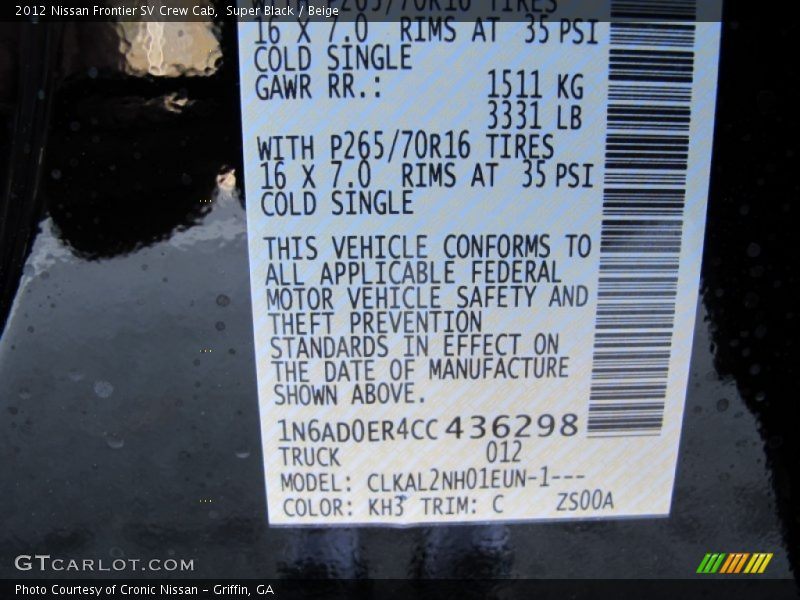 2012 Nissan Frontier SV Crew Cab, Super Black / Beige
P265/70R16 TIRES
16 X 7.0 RIMS AT 35 PSI
COLD SINGLE
GAWR RR.: 1511 KG
3331 LB
WITH P265/70R16 TIRES
16 X 7.0 RIMS AT 35 PSI
COLD SINGLE
THIS VEHICLE CONFORMS TO
ALL APPLICABLE FEDERAL
MOTOR VEHICLE SAFETY AND
THEFT PREVENTION
STANDARDS IN EFFECT ON
THE DATE OF MANUFACTURE
SHOWN ABOVE.
1N6AD0ER4CC436298
TRUCK 012
MODEL: CLKAL2NH01EUN-1---
COLOR: KH3 TRIM: C ZS00A
GTCARLOT.COM
Photo Courtesy of Cronic Nissan - Griffin, GA